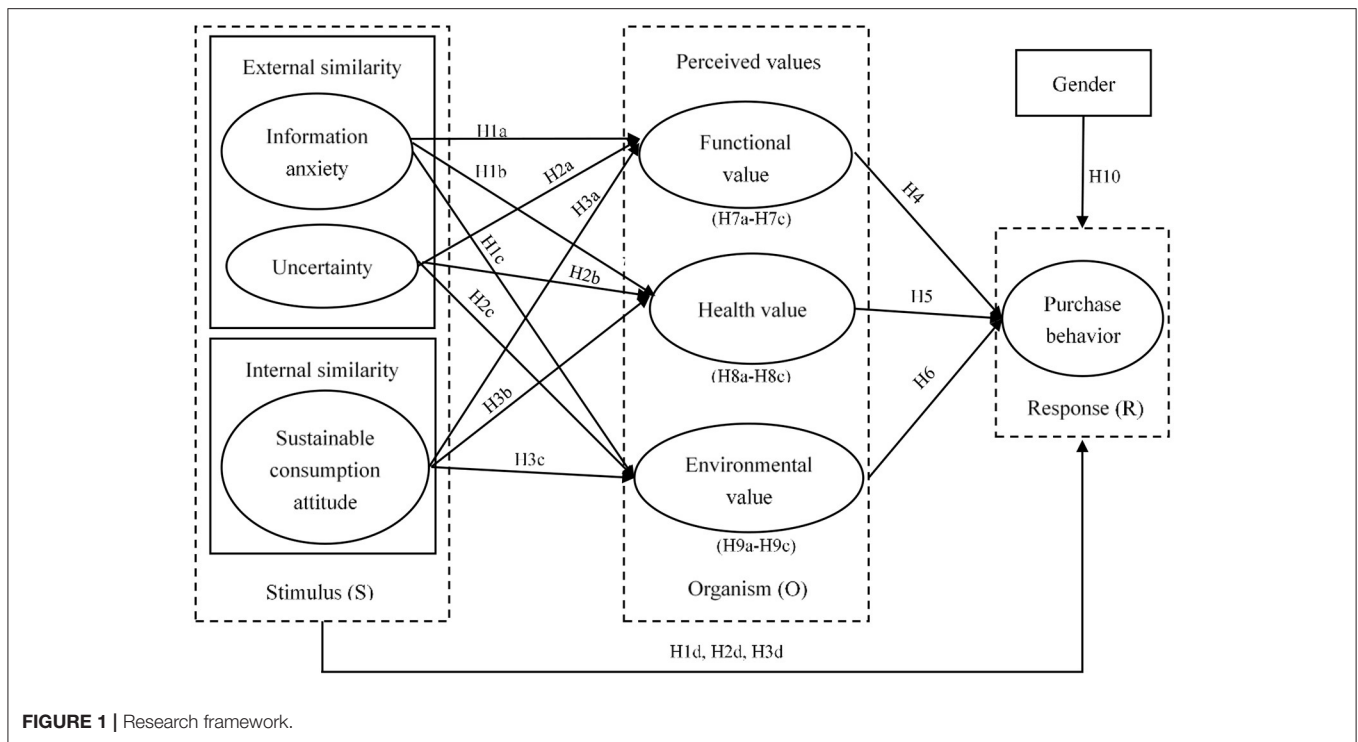 External similarity
Information
anxiety
Uncertainty
Internal similarity
Sustainable
consumption
attitude
Stimulus (S)
H1a
H1b
H1c
H2a
H2b
H2c
H3a
H3b
H3c
Perceived values
Functional
value
(H7a-H7c)
Health value
(H8a-H8c)
Environmental
value
(H9a-H9c)
Organism (O)
H4
H5
H6
Gender
H10
Purchase
behavior
Response (R)
H1d, H2d, H3d
FIGURE 1 | Research framework.